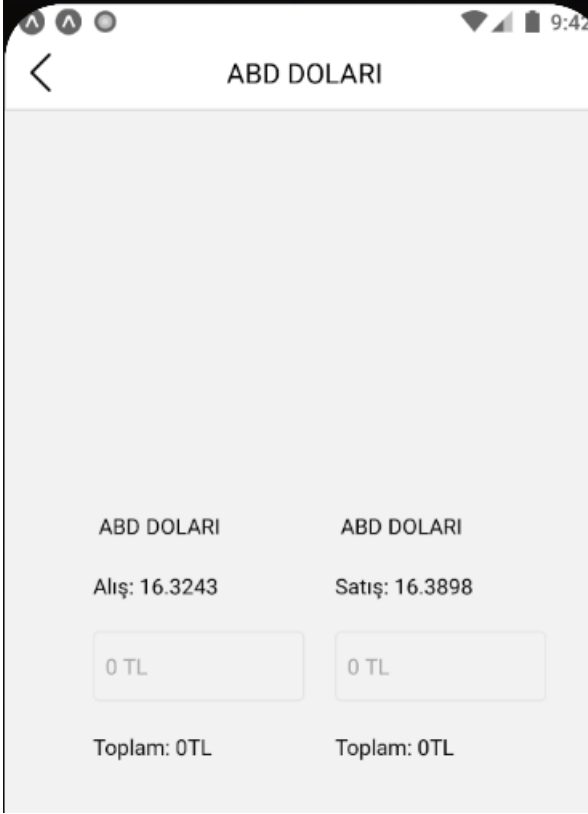 9:42
ABD DOLARI
ABD DOLARI
ABD DOLARI
Alış: 16.3243
Satış: 16.3898
0 TL
0 TL
Toplam: 0TL
Toplam: 0TL